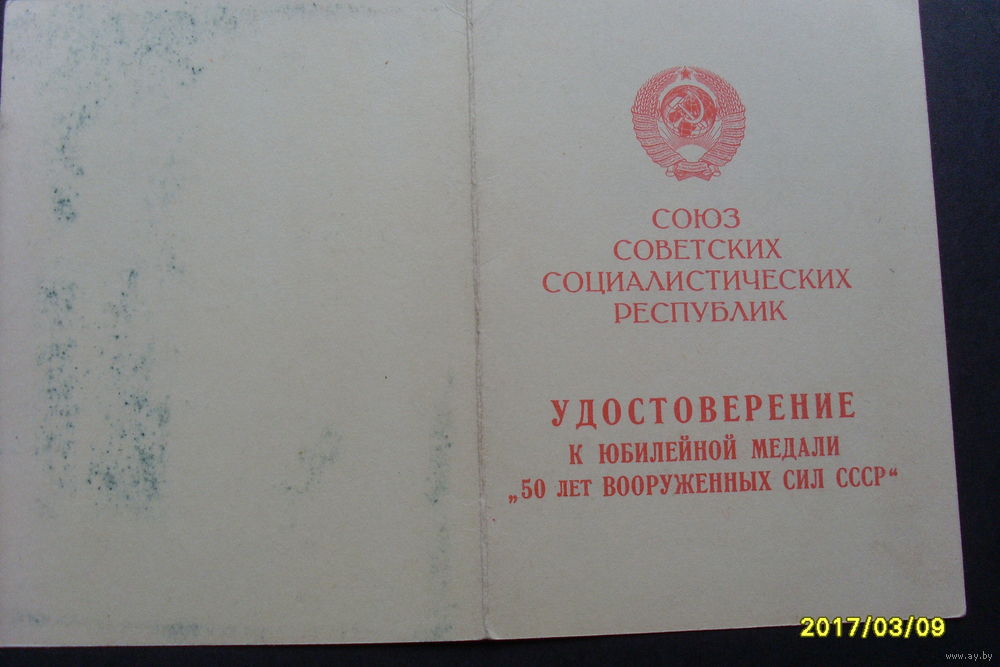 СОЮЗ
СОВЕТСКИХ
СОЦИАЛИСТИЧЕСКИХ
РЕСПУБЛИК
УДОСТОВЕРЕНИЕ
К ЮБИЛЕЙНОЙ МЕДАЛИ
„50 ЛЕТ ВООРУЖЕННЫХ СИЛ СССР“
2017/03/09
www.ay.by